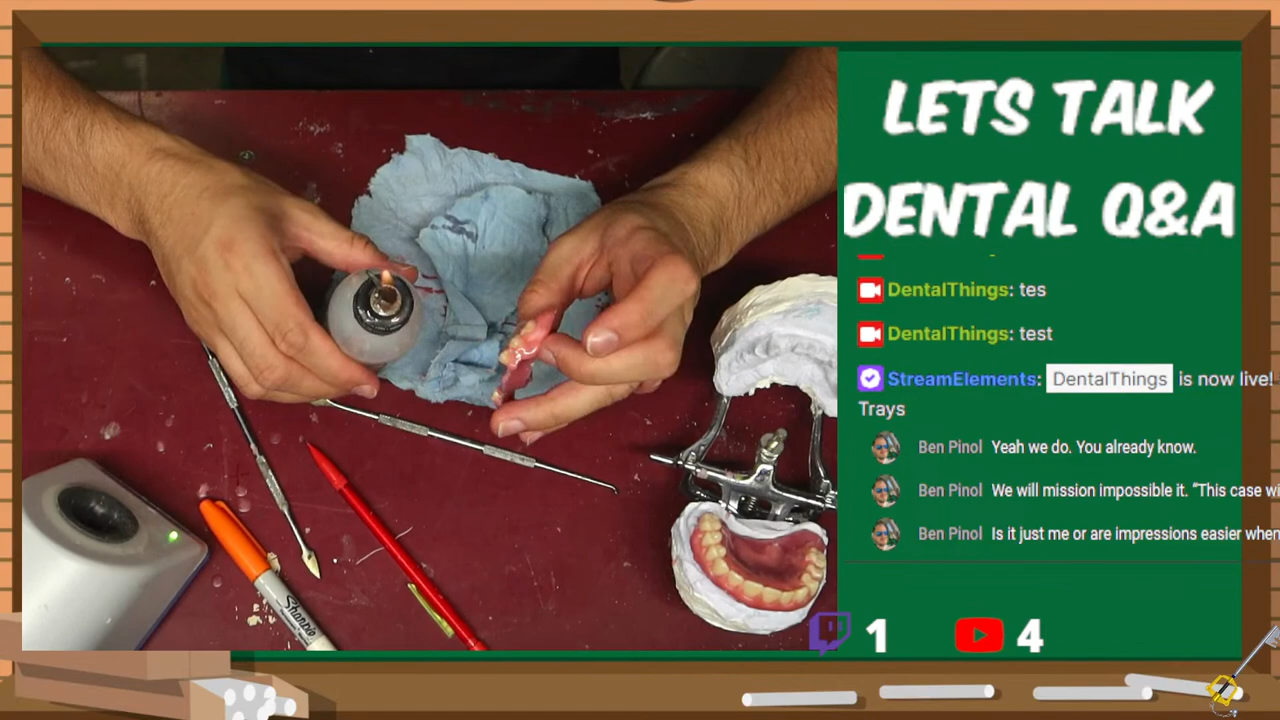 LETS TALK
DENTAL Q&A
DentalThings: tes
DentalThings: test
StreamElements: DentalThings is now live!
Trays
Ben Pinol Yeah we do. You already know.
Ben Pinol We will mission impossible it. “This case wi
Ben Pinol Is it just me or are impressions easier when
Sharpie
1
4